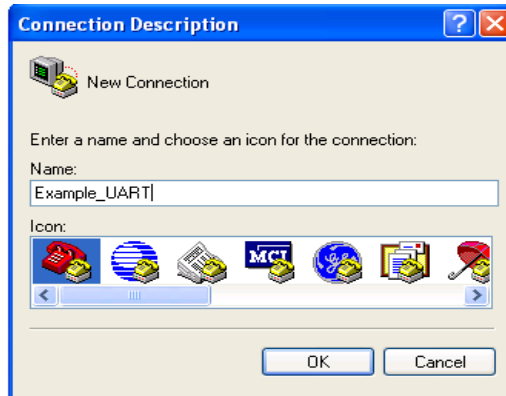 Connection Description
New Connection
Enter a name and choose an icon for the connection:
Name:
Example_UART
Icon:
MCI
OK
Cancel